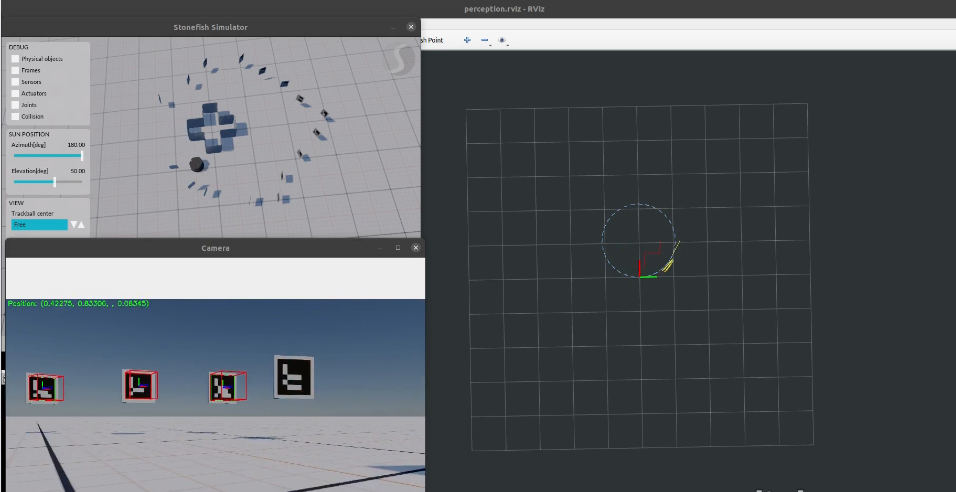 perception.rviz - RViz
Stonefish Simulator
sh Point
DEBUG
Physical objects
Frames
Sensors
Actuators
Joints
Collision
SUN POSITION
Azimuth[deg] 180.00
Elevation[deg] 50.00
VIEW
Trackball center
Free
Camera
Position: (0.42275, 0.83300, , 0.08345)